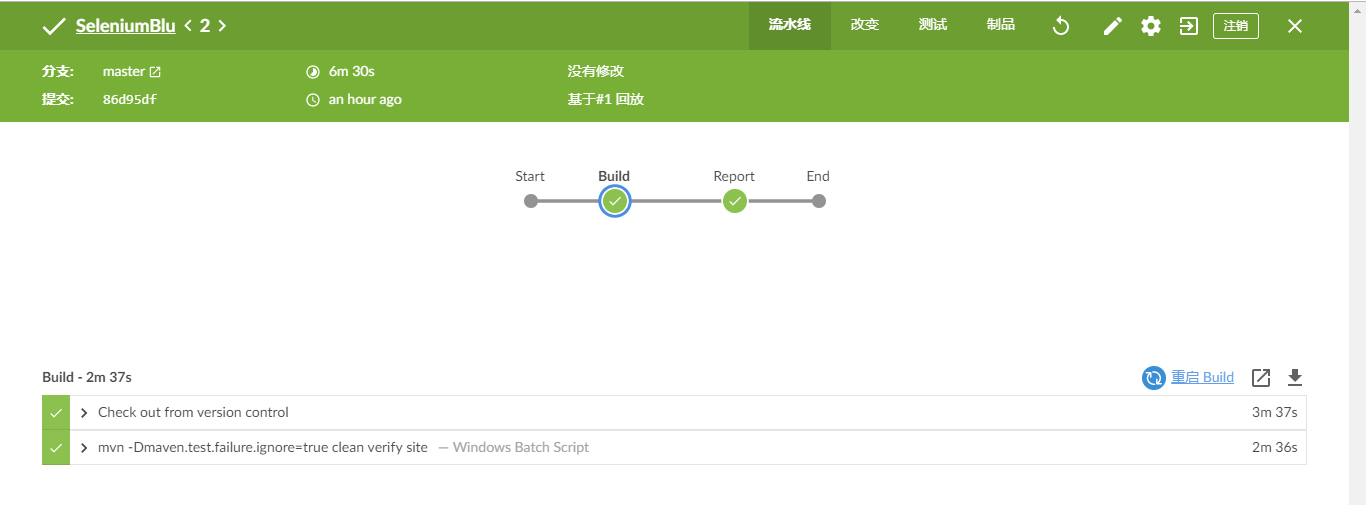 SeleniumBlu < 2 > 流水线 改变 测试 制品 注销
分支: master 6m 30s 没有修改
提交: 86d95df an hour ago 基于#1 回放
Start Build Report End
Build - 2m 37s 重启 Build
Check out from version control 3m 37s
mvn -Dmaven.test.failure.ignore=true clean verify site — Windows Batch Script 2m 36s